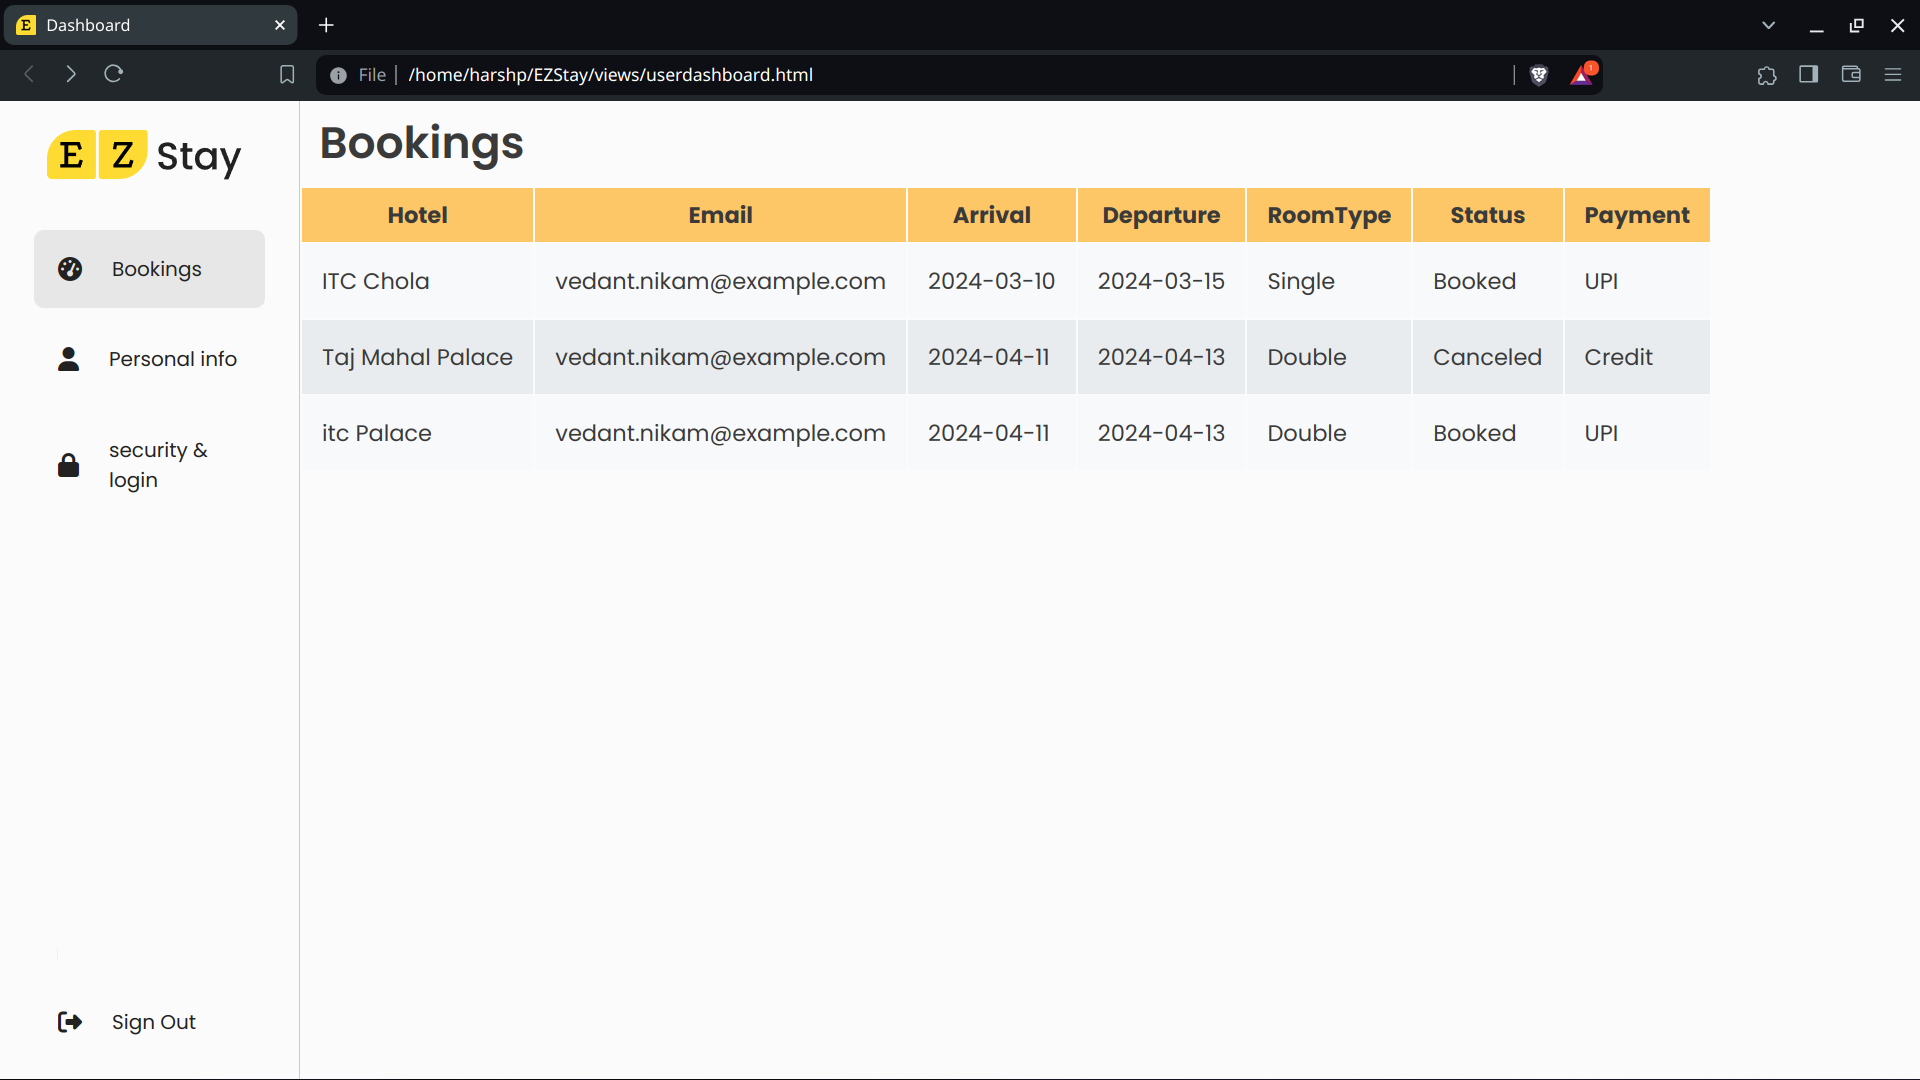 E Dashboard
File /home/harshp/EZStay/views/userdashboard.html
1
E Z Stay
Bookings
Personal info
security &
login
Sign Out
Bookings
Hotel Email Arrival Departure RoomType Status Payment
ITC Chola vedant.nikam@example.com 2024-03-10 2024-03-15 Single Booked UPI
Taj Mahal Palace vedant.nikam@example.com 2024-04-11 2024-04-13 Double Canceled Credit
itc Palace vedant.nikam@example.com 2024-04-11 2024-04-13 Double Booked UPI